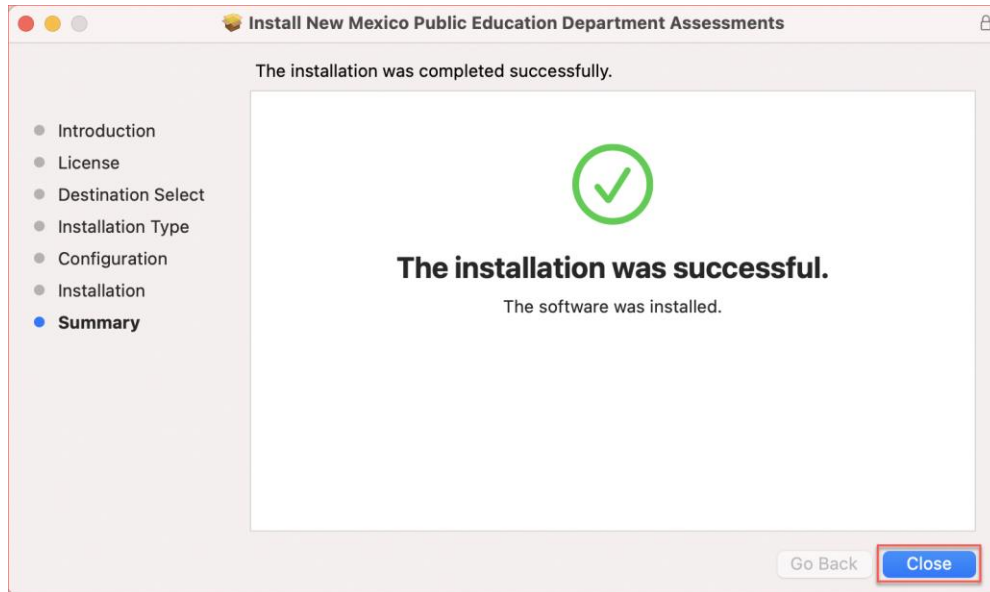 Install New Mexico Public Education Department Assessments
The installation was completed successfully.
Introduction
License
Destination Select
Installation Type
Configuration
Installation
Summary
The installation was successful.
The software was installed.
Go Back
Close